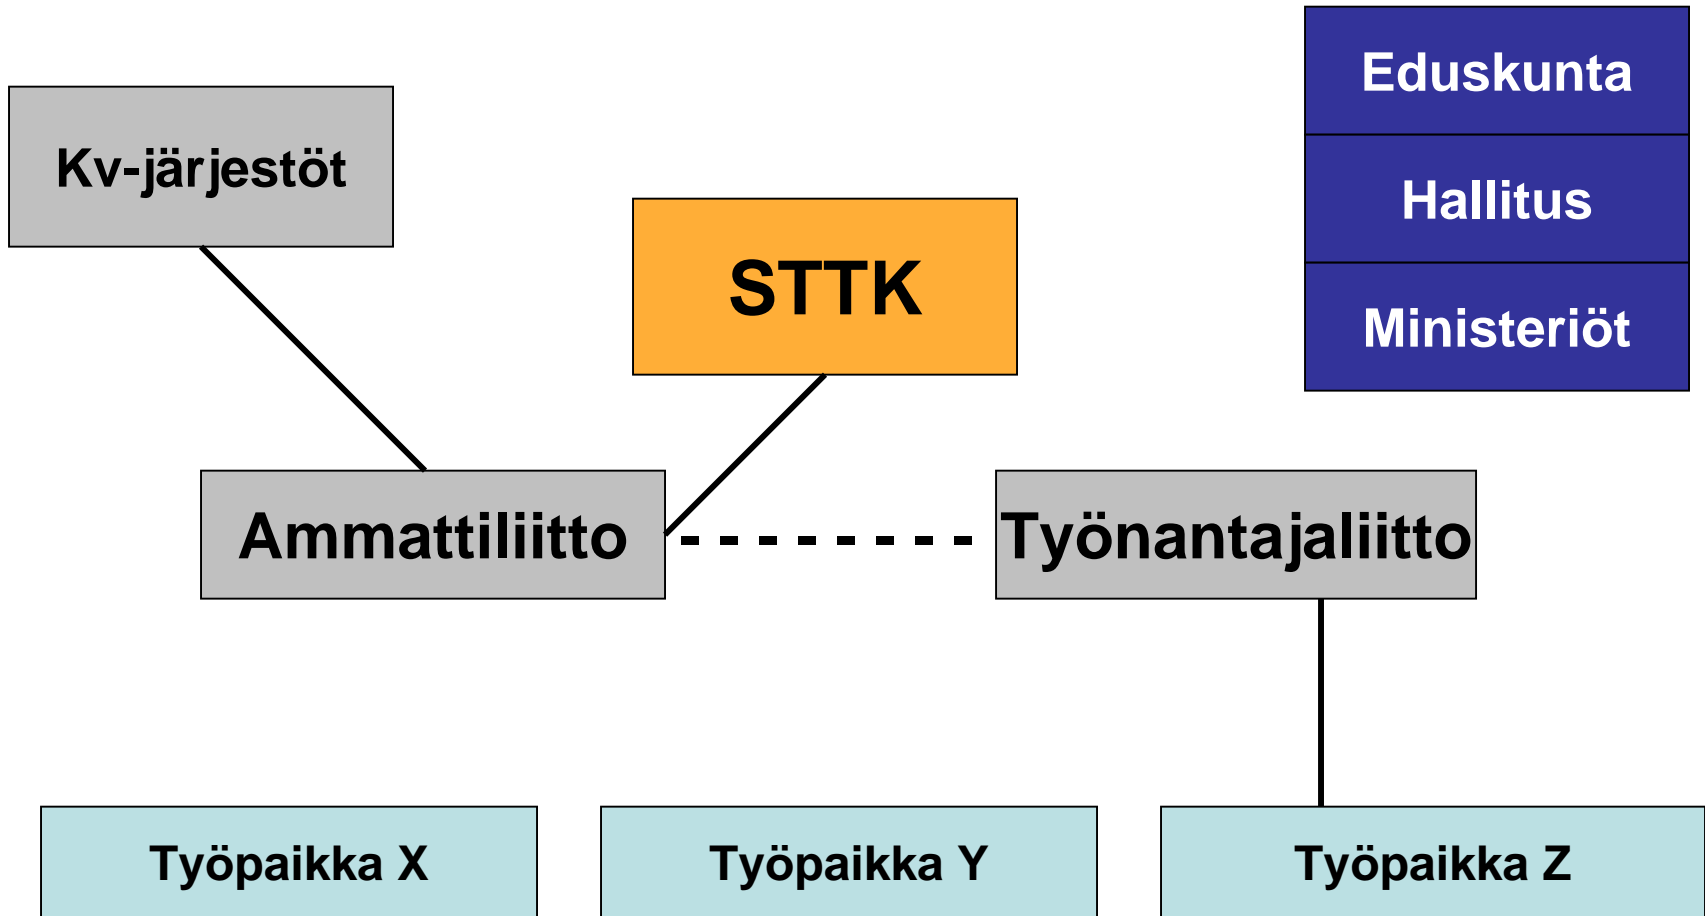 Eduskunta
Kv-järjestöt
Hallitus
STTK
Ministeriöt
Ammattiliitto
Työnantajaliitto
Työpaikka X
Työpaikka Y
Työpaikka Z